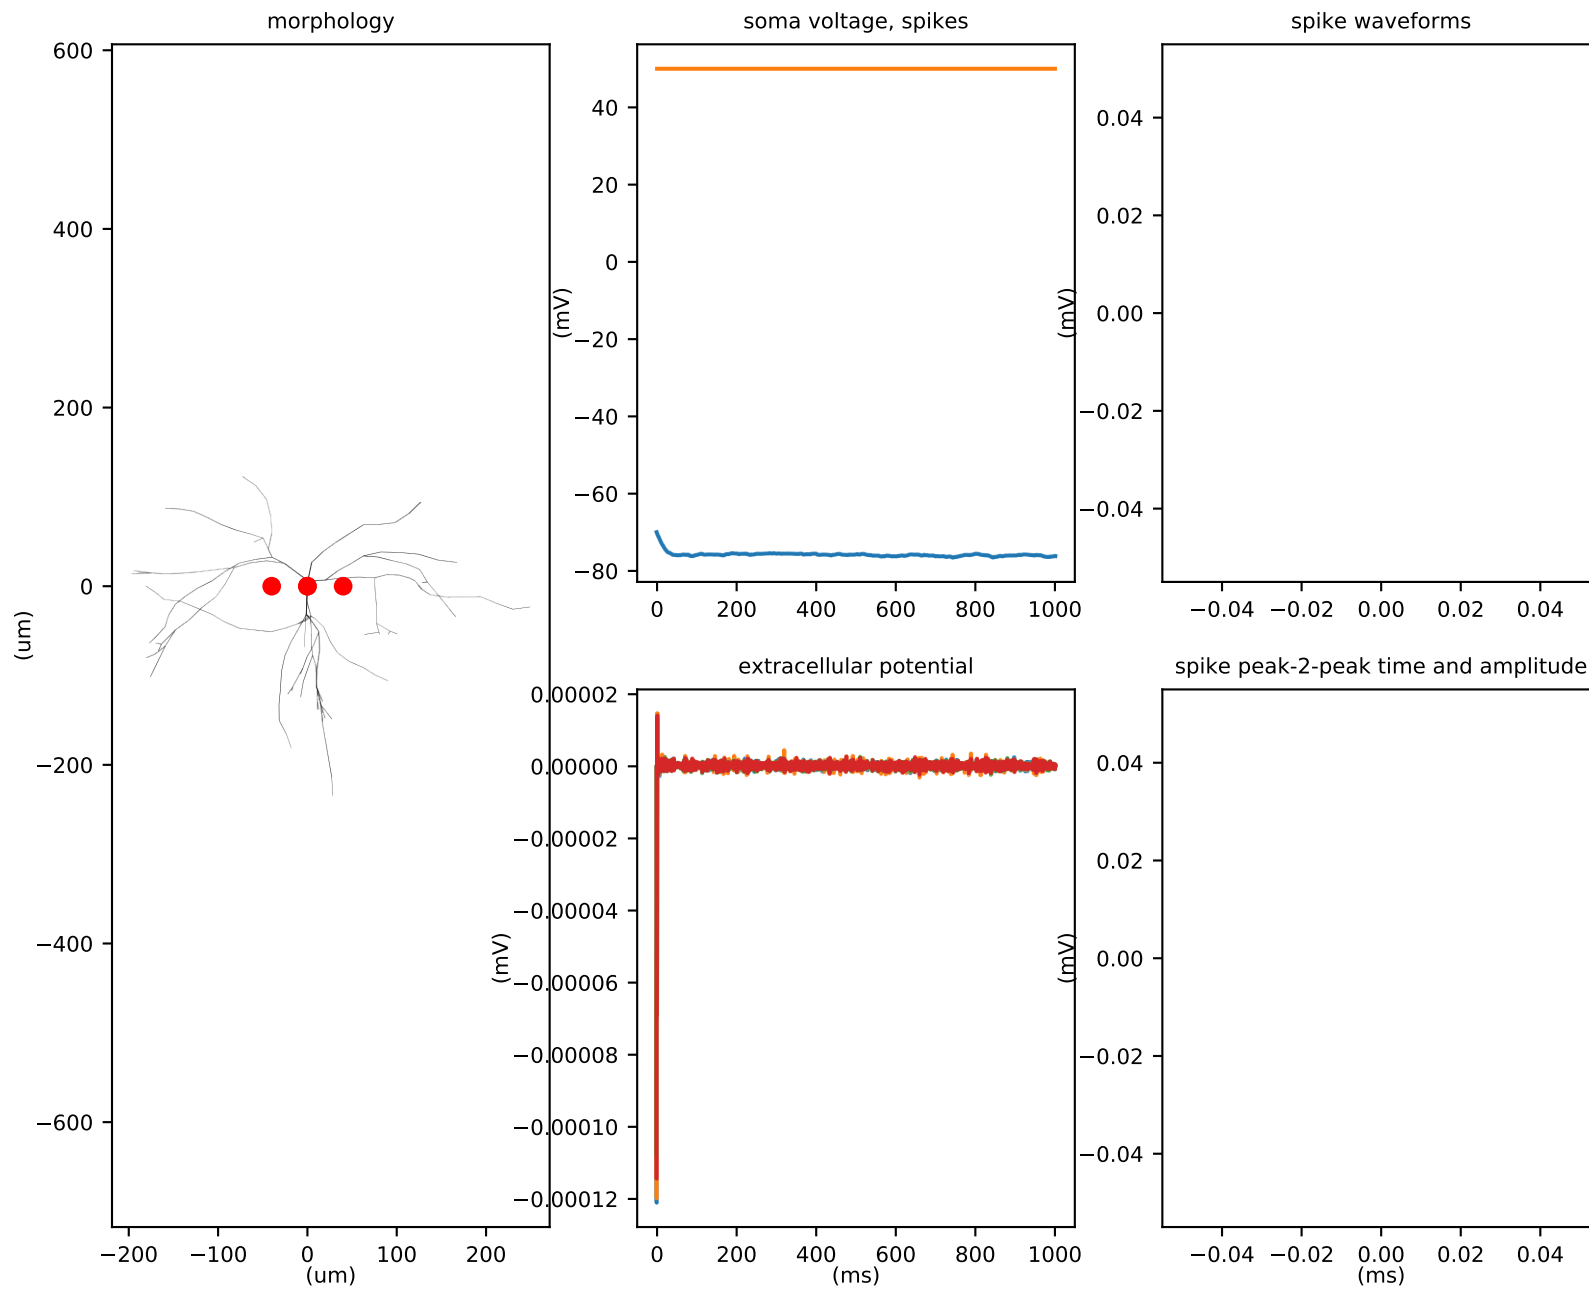 morphology
600
400
200
0
−200
−400
−600
(um)
−200 −100 0 100 200
(um)
soma voltage, spikes
40
20
0
−20
−40
−60
−80
(mV)
0 200 400 600 800 1000
spike waveforms
0.04
0.02
0.00
−0.02
−0.04
(mV)
−0.04 −0.02 0.00 0.02 0.04
extracellular potential
0.00002
0.00000
−0.00002
−0.00004
−0.00006
−0.00008
−0.00010
−0.00012
(mV)
0 200 400 600 800 1000
(ms)
spike peak-2-peak time and amplitude
0.04
0.02
0.00
−0.02
−0.04
(mV)
−0.04 −0.02 0.00 0.02 0.04
(ms)